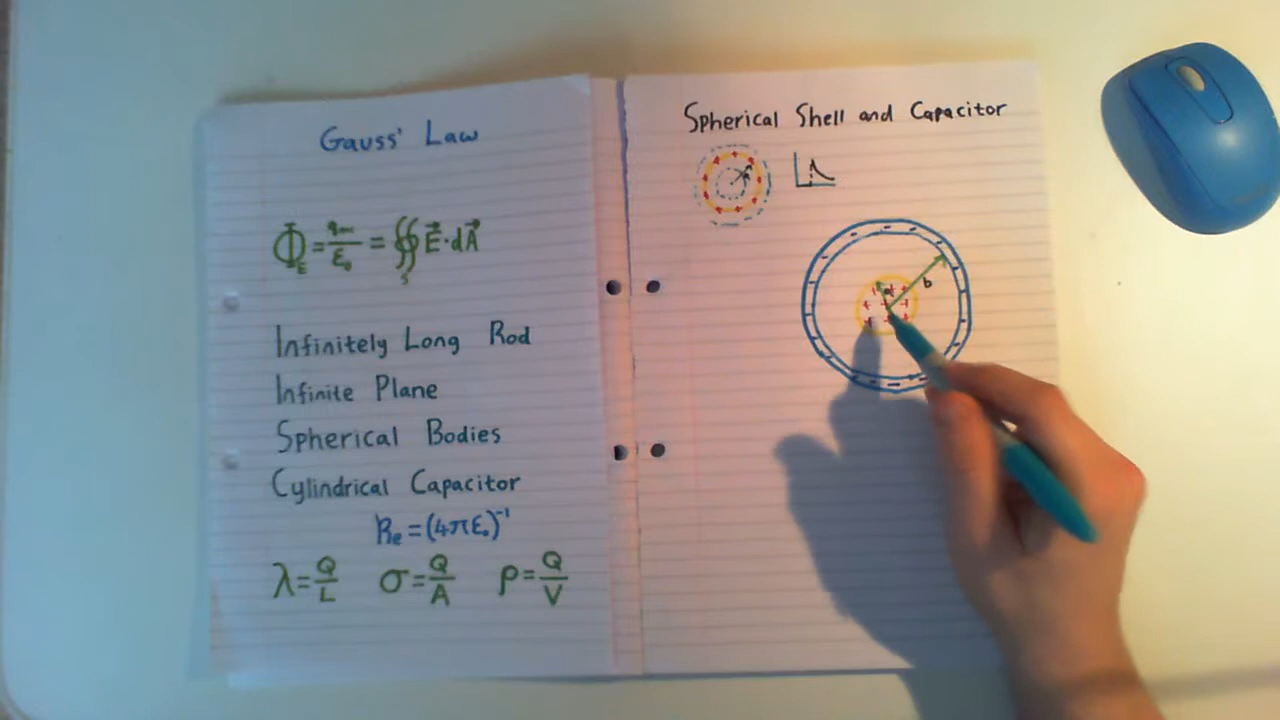 Gauss' Law
Φ_E = q_enc/ε₀ = ∯_S E⃗·dA⃗
Infinitely Long Rod
Infinite Plane
Spherical Bodies
Cylindrical Capacitor
k_e = (4πε₀)⁻¹
λ = Q/L σ = Q/A ρ = Q/V
Spherical Shell and Capacitor
a
b